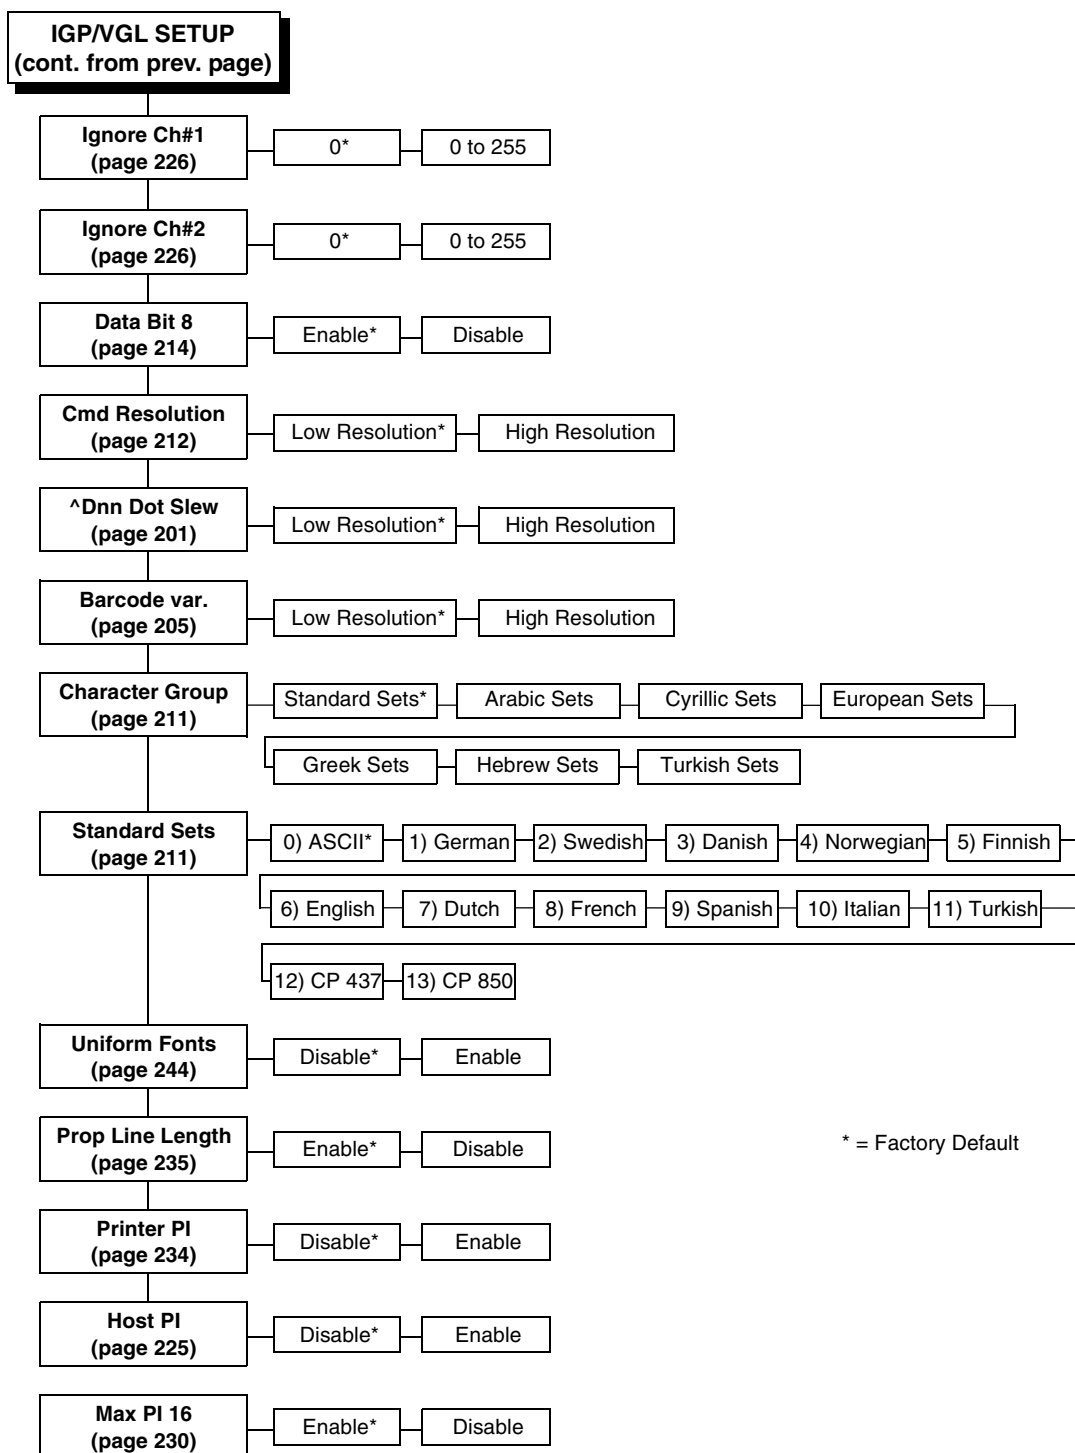 IGP/VGL SETUP
(cont. from prev. page)
Ignore Ch#1
(page 226)
0*
0 to 255
Ignore Ch#2
(page 226)
0*
0 to 255
Data Bit 8
(page 214)
Enable*
Disable
Cmd Resolution
(page 212)
Low Resolution*
High Resolution
^Dnn Dot Slew
(page 201)
Low Resolution*
High Resolution
Barcode var.
(page 205)
Low Resolution*
High Resolution
Character Group
(page 211)
Standard Sets*
Arabic Sets
Cyrillic Sets
European Sets
Greek Sets
Hebrew Sets
Turkish Sets
Standard Sets
(page 211)
0) ASCII*
1) German
2) Swedish
3) Danish
4) Norwegian
5) Finnish
6) English
7) Dutch
8) French
9) Spanish
10) Italian
11) Turkish
12) CP 437
13) CP 850
Uniform Fonts
(page 244)
Disable*
Enable
Prop Line Length
(page 235)
Enable*
Disable
* = Factory Default
Printer PI
(page 234)
Disable*
Enable
Host PI
(page 225)
Disable*
Enable
Max PI 16
(page 230)
Enable*
Disable